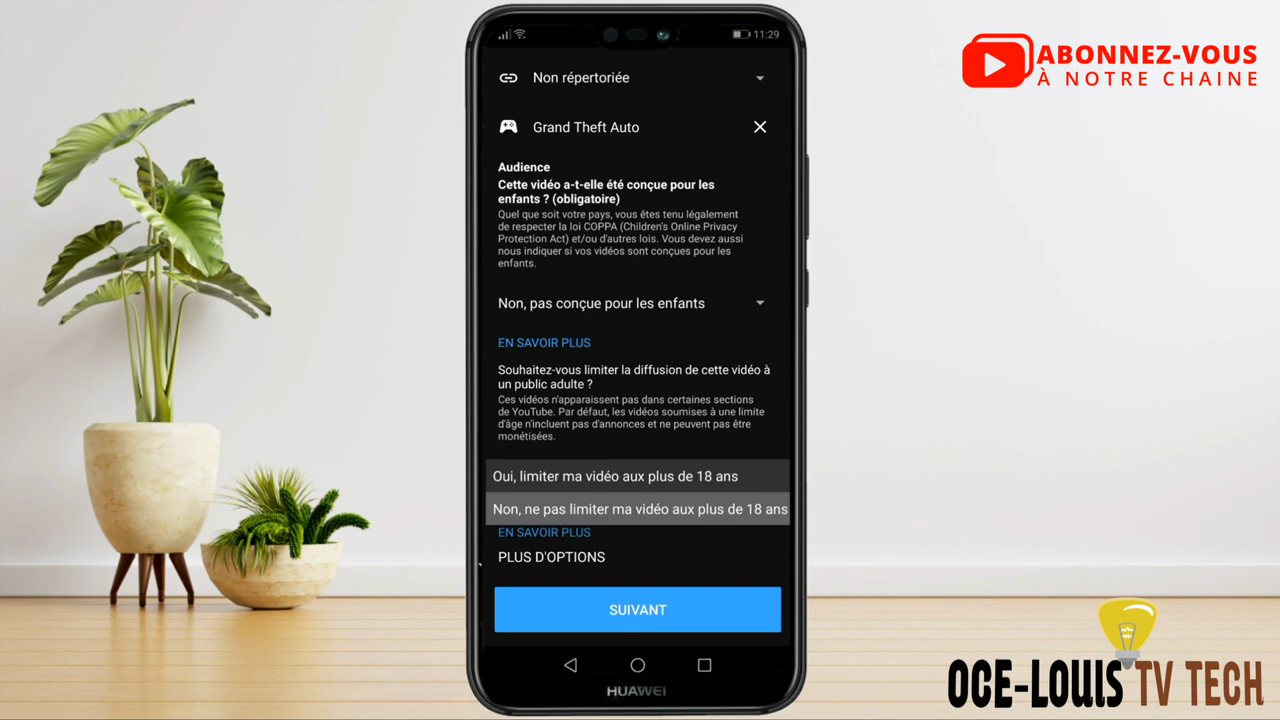 11:29
Non répertoriée
Grand Theft Auto
Audience
Cette vidéo a-t-elle été conçue pour les
enfants ? (obligatoire)
Quel que soit votre pays, vous êtes tenu légalement
de respecter la loi COPPA (Children's Online Privacy
Protection Act) et/ou d'autres lois. Vous devez aussi
nous indiquer si vos vidéos sont conçues pour les
enfants.
Non, pas conçue pour les enfants
EN SAVOIR PLUS
Souhaitez-vous limiter la diffusion de cette vidéo à
un public adulte ?
Ces vidéos n'apparaissent pas dans certaines sections
de YouTube. Par défaut, les vidéos soumises à une limite
d'âge n'incluent pas d'annonces et ne peuvent pas être
monétisées.
Oui, limiter ma vidéo aux plus de 18 ans
Non, ne pas limiter ma vidéo aux plus de 18 ans
EN SAVOIR PLUS
PLUS D'OPTIONS
SUIVANT
HUAWEI
ABONNEZ-VOUS
À NOTRE CHAINE
OCE-LOUIS TV TECH